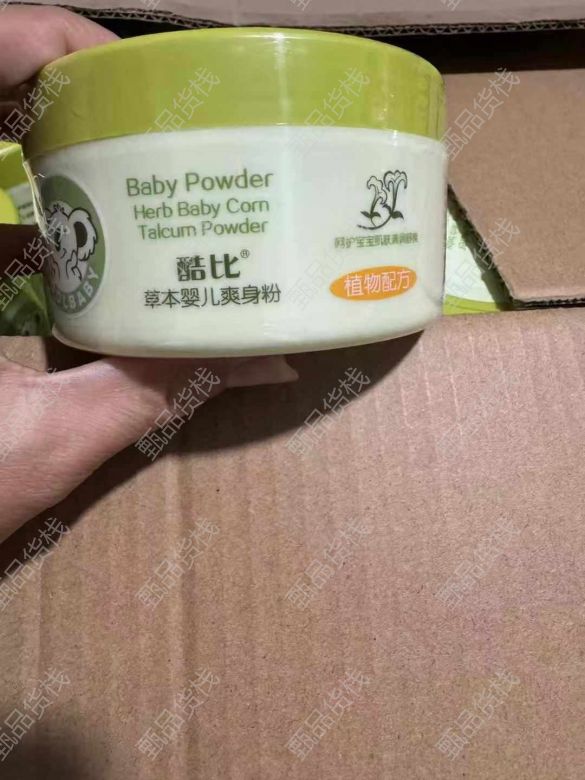 Baby Powder
Herb Baby Corn
Talcum Powder
酷比®
草本婴儿爽身粉
植物配方
甄品货栈